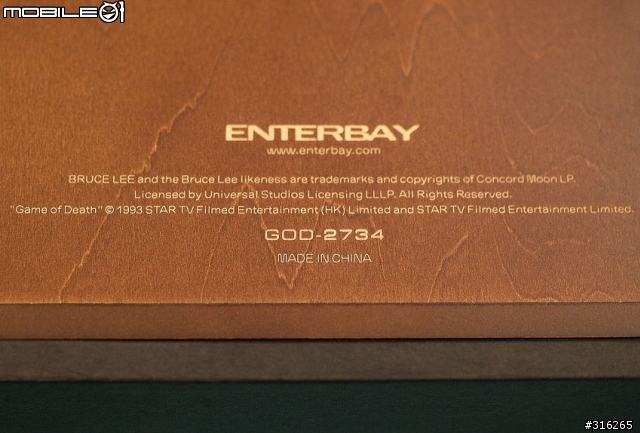 MOBILE01
ENTERBAY
www.enterbay.com
BRUCE LEE and the Bruce Lee likeness are trademarks and copyrights of Concord Moon LP.
Licensed by Universal Studios Licensing LLLP. All Rights Reserved.
"Game of Death" © 1993 STAR TV Filmed Entertainment (HK) Limited and STAR TV Filmed Entertainment Limited.
GOD-2734
MADE IN CHINA
#316265